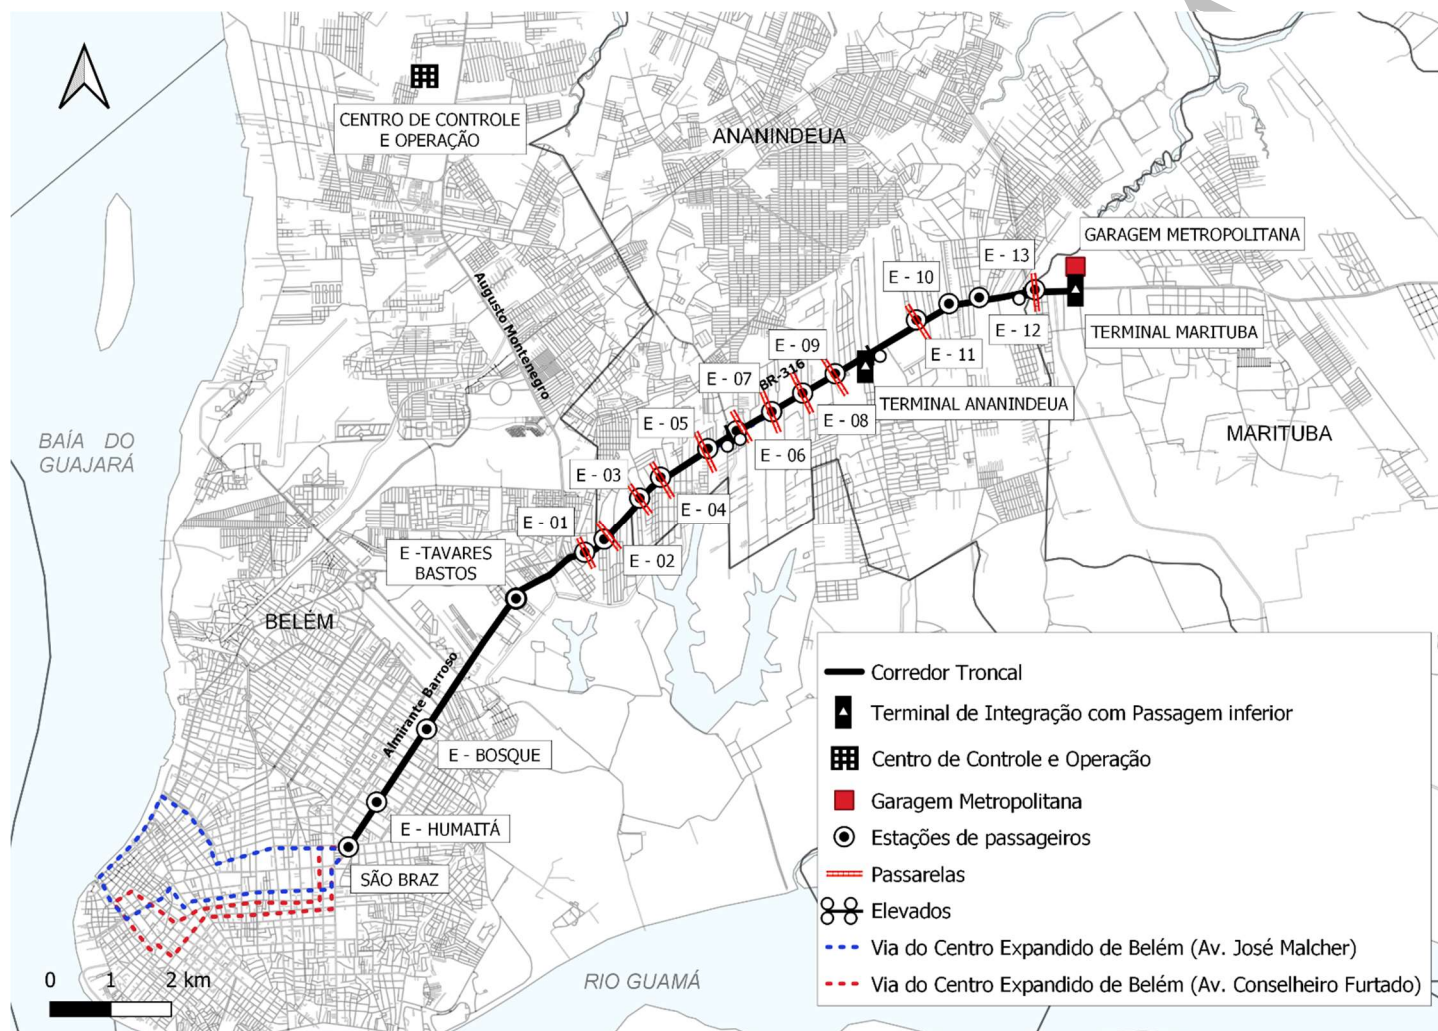 CENTRO DE CONTROLE
E OPERAÇÃO
ANANINDEUA
GARAGEM METROPOLITANA
E - 13
E - 10
TERMINAL MARITUBA
E - 12
E - 11
E - 09
BR-316
E - 07
TERMINAL ANANINDEUA
E - 08
MARITUBA
E - 05
E - 06
Augusto Montenegro
BAÍA DO
GUAJARÁ
E - 03
E - 04
E - 01
E - 02
E -TAVARES
BASTOS
BELÉM
Almirante Barroso
E - BOSQUE
E - HUMAITÁ
SÃO BRAZ
RIO GUAMÁ
0 1 2 km
Corredor Troncal
Terminal de Integração com Passagem inferior
Centro de Controle e Operação
Garagem Metropolitana
Estações de passageiros
Passarelas
Elevados
Via do Centro Expandido de Belém (Av. José Malcher)
Via do Centro Expandido de Belém (Av. Conselheiro Furtado)